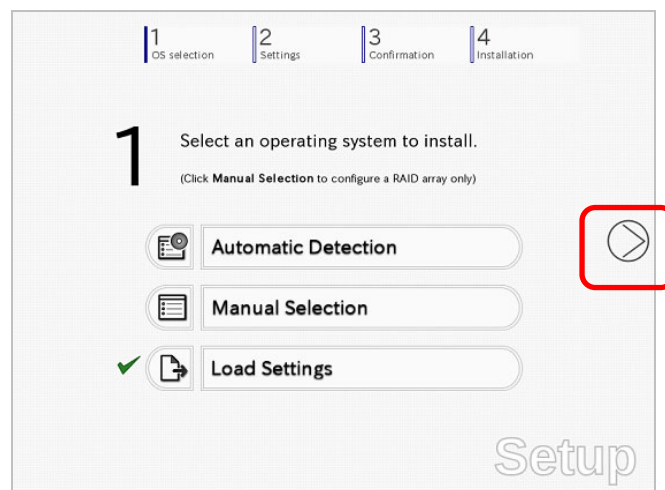 1
OS selection
2
Settings
3
Confirmation
4
Installation
1
Select an operating system to install.
(Click Manual Selection to configure a RAID array only)
Automatic Detection
Manual Selection
Load Settings
Setup